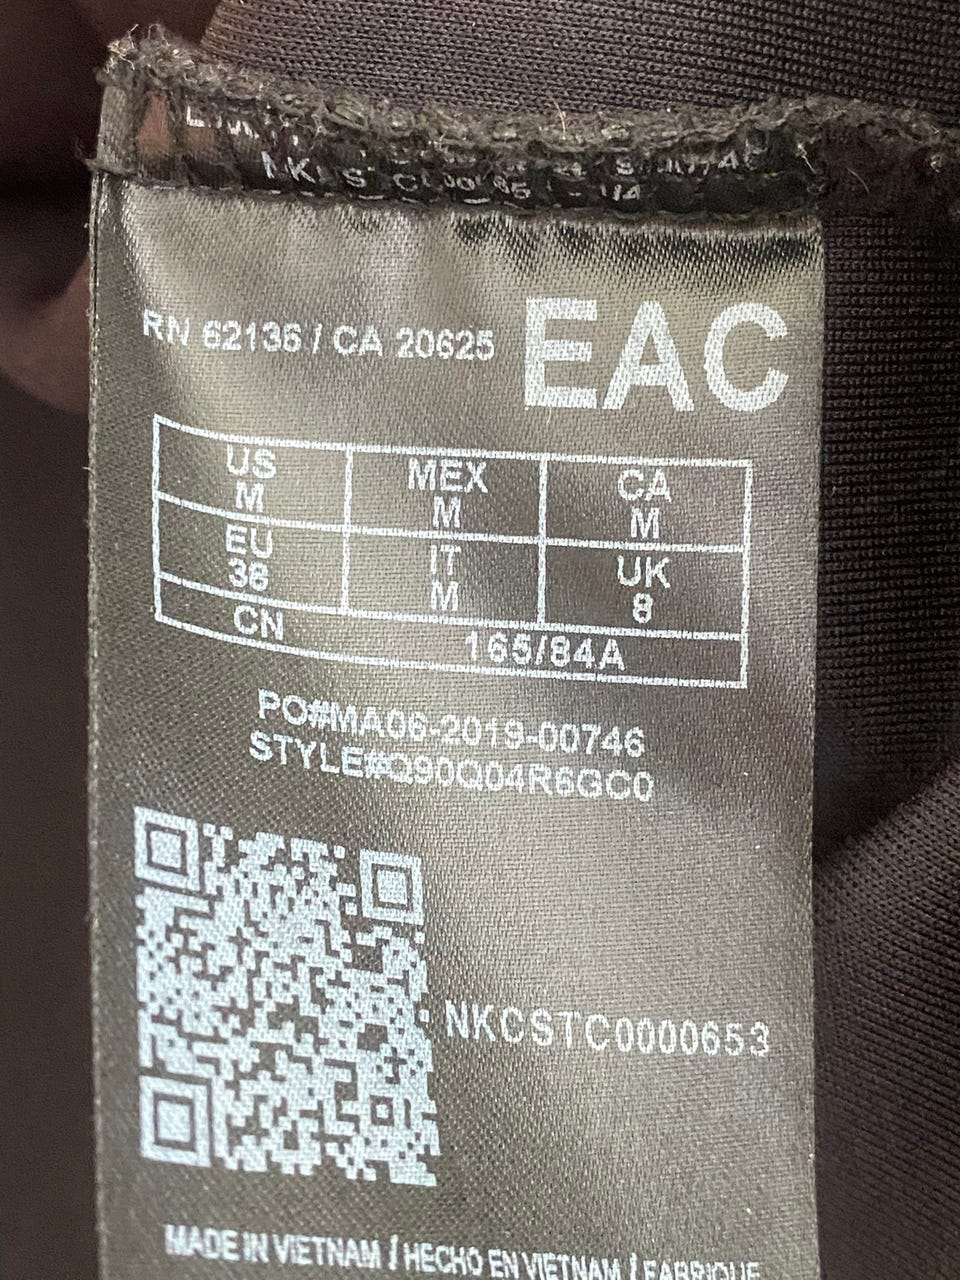 RN 62136 / CA 20625
EAC
US MEX CA
M M M
EU IT UK
36 M 8
CN 165/84A
PO#MA06-2019-00746
STYLE#Q90Q04R6GC0
NKCSTC0000653
MADE IN VIETNAM / HECHO EN VIETNAM / FABRIQUE